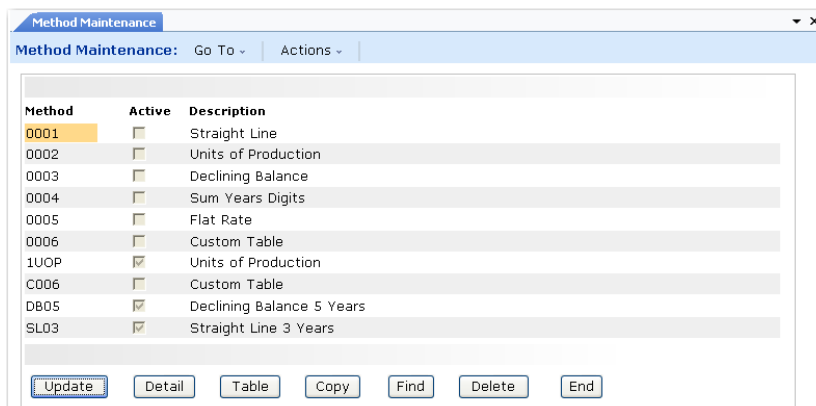 Method Maintenance
Method Maintenance: Go To Actions
Method Active Description
0001 Straight Line
0002 Units of Production
0003 Declining Balance
0004 Sum Years Digits
0005 Flat Rate
0006 Custom Table
1UOP Units of Production
C006 Custom Table
DB05 Declining Balance 5 Years
SL03 Straight Line 3 Years
Update Detail Table Copy Find Delete End